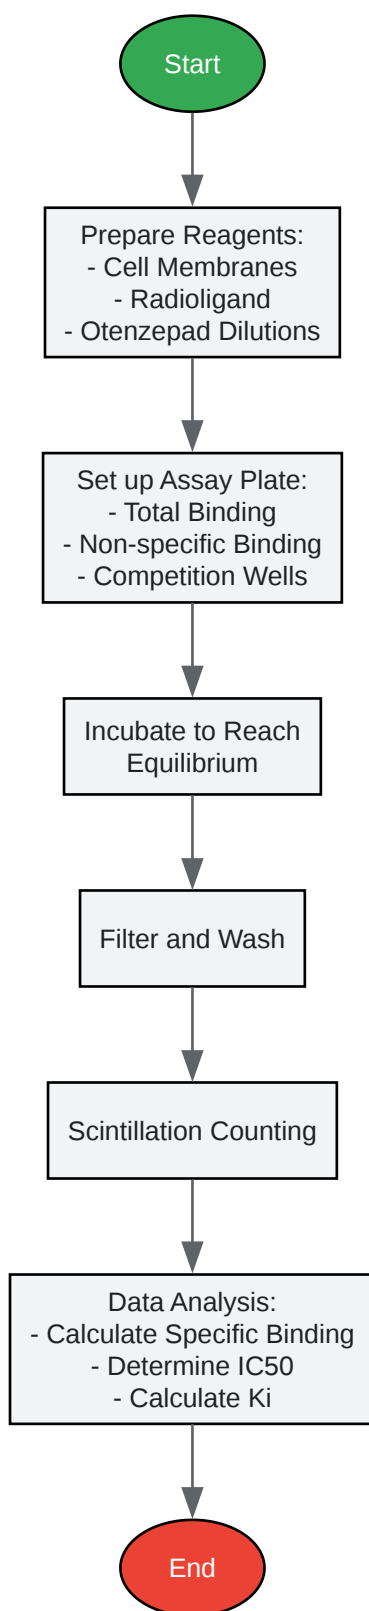 Start
Prepare Reagents:
- Cell Membranes
- Radioligand
- Otenzepad Dilutions
Set up Assay Plate:
- Total Binding
- Non-specific Binding
- Competition Wells
Incubate to Reach
Equilibrium
Filter and Wash
Scintillation Counting
Data Analysis:
- Calculate Specific Binding
- Determine IC50
- Calculate Ki
End